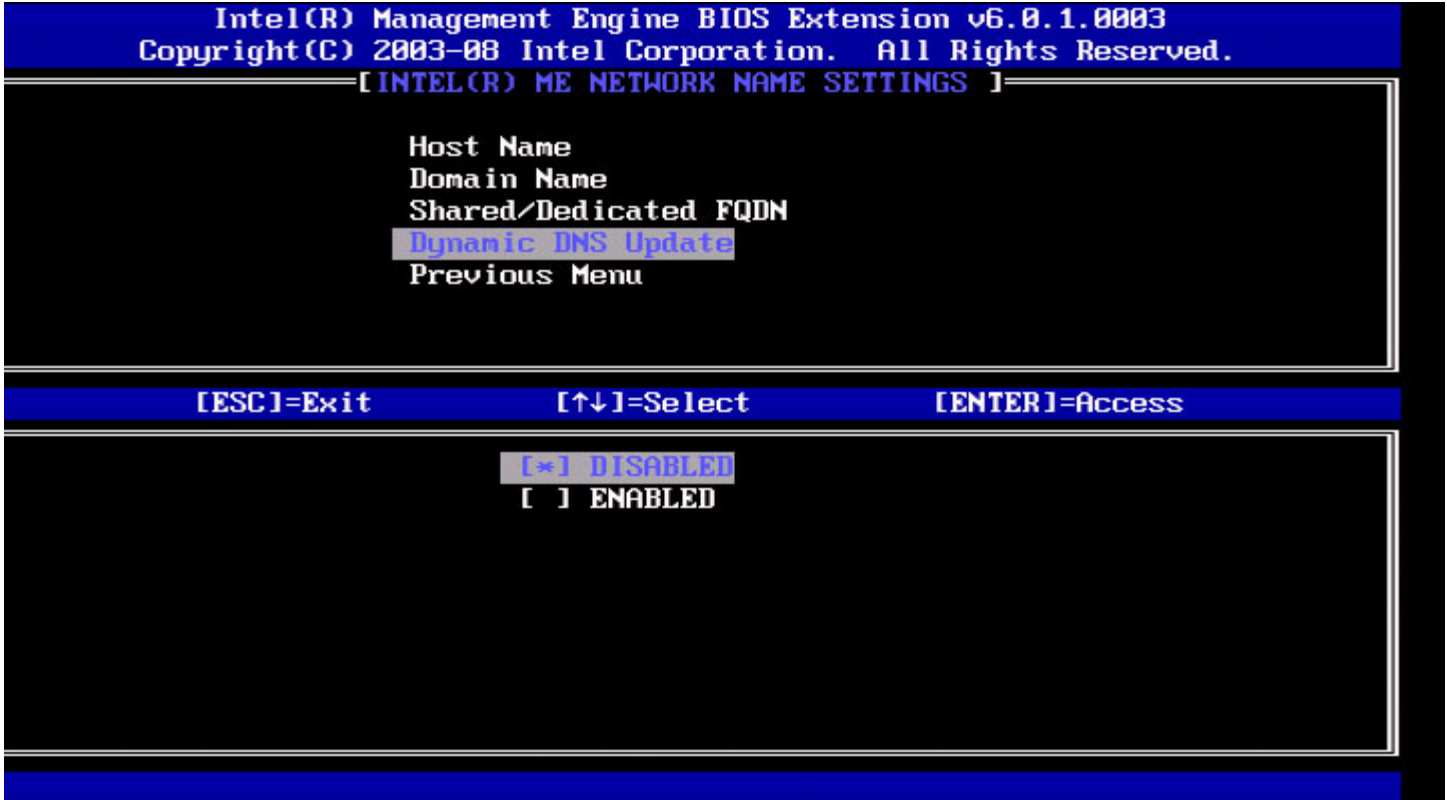 Intel(R) Management Engine BIOS Extension v6.0.1.0003
Copyright(C) 2003-08 Intel Corporation.  All Rights Reserved.
[INTEL(R) ME NETWORK NAME SETTINGS ]
Host Name
Domain Name
Shared/Dedicated FQDN
Dynamic DNS Update
Previous Menu
[ESC]=Exit [↑↓]=Select [ENTER]=Access
[*] DISABLED
[ ] ENABLED